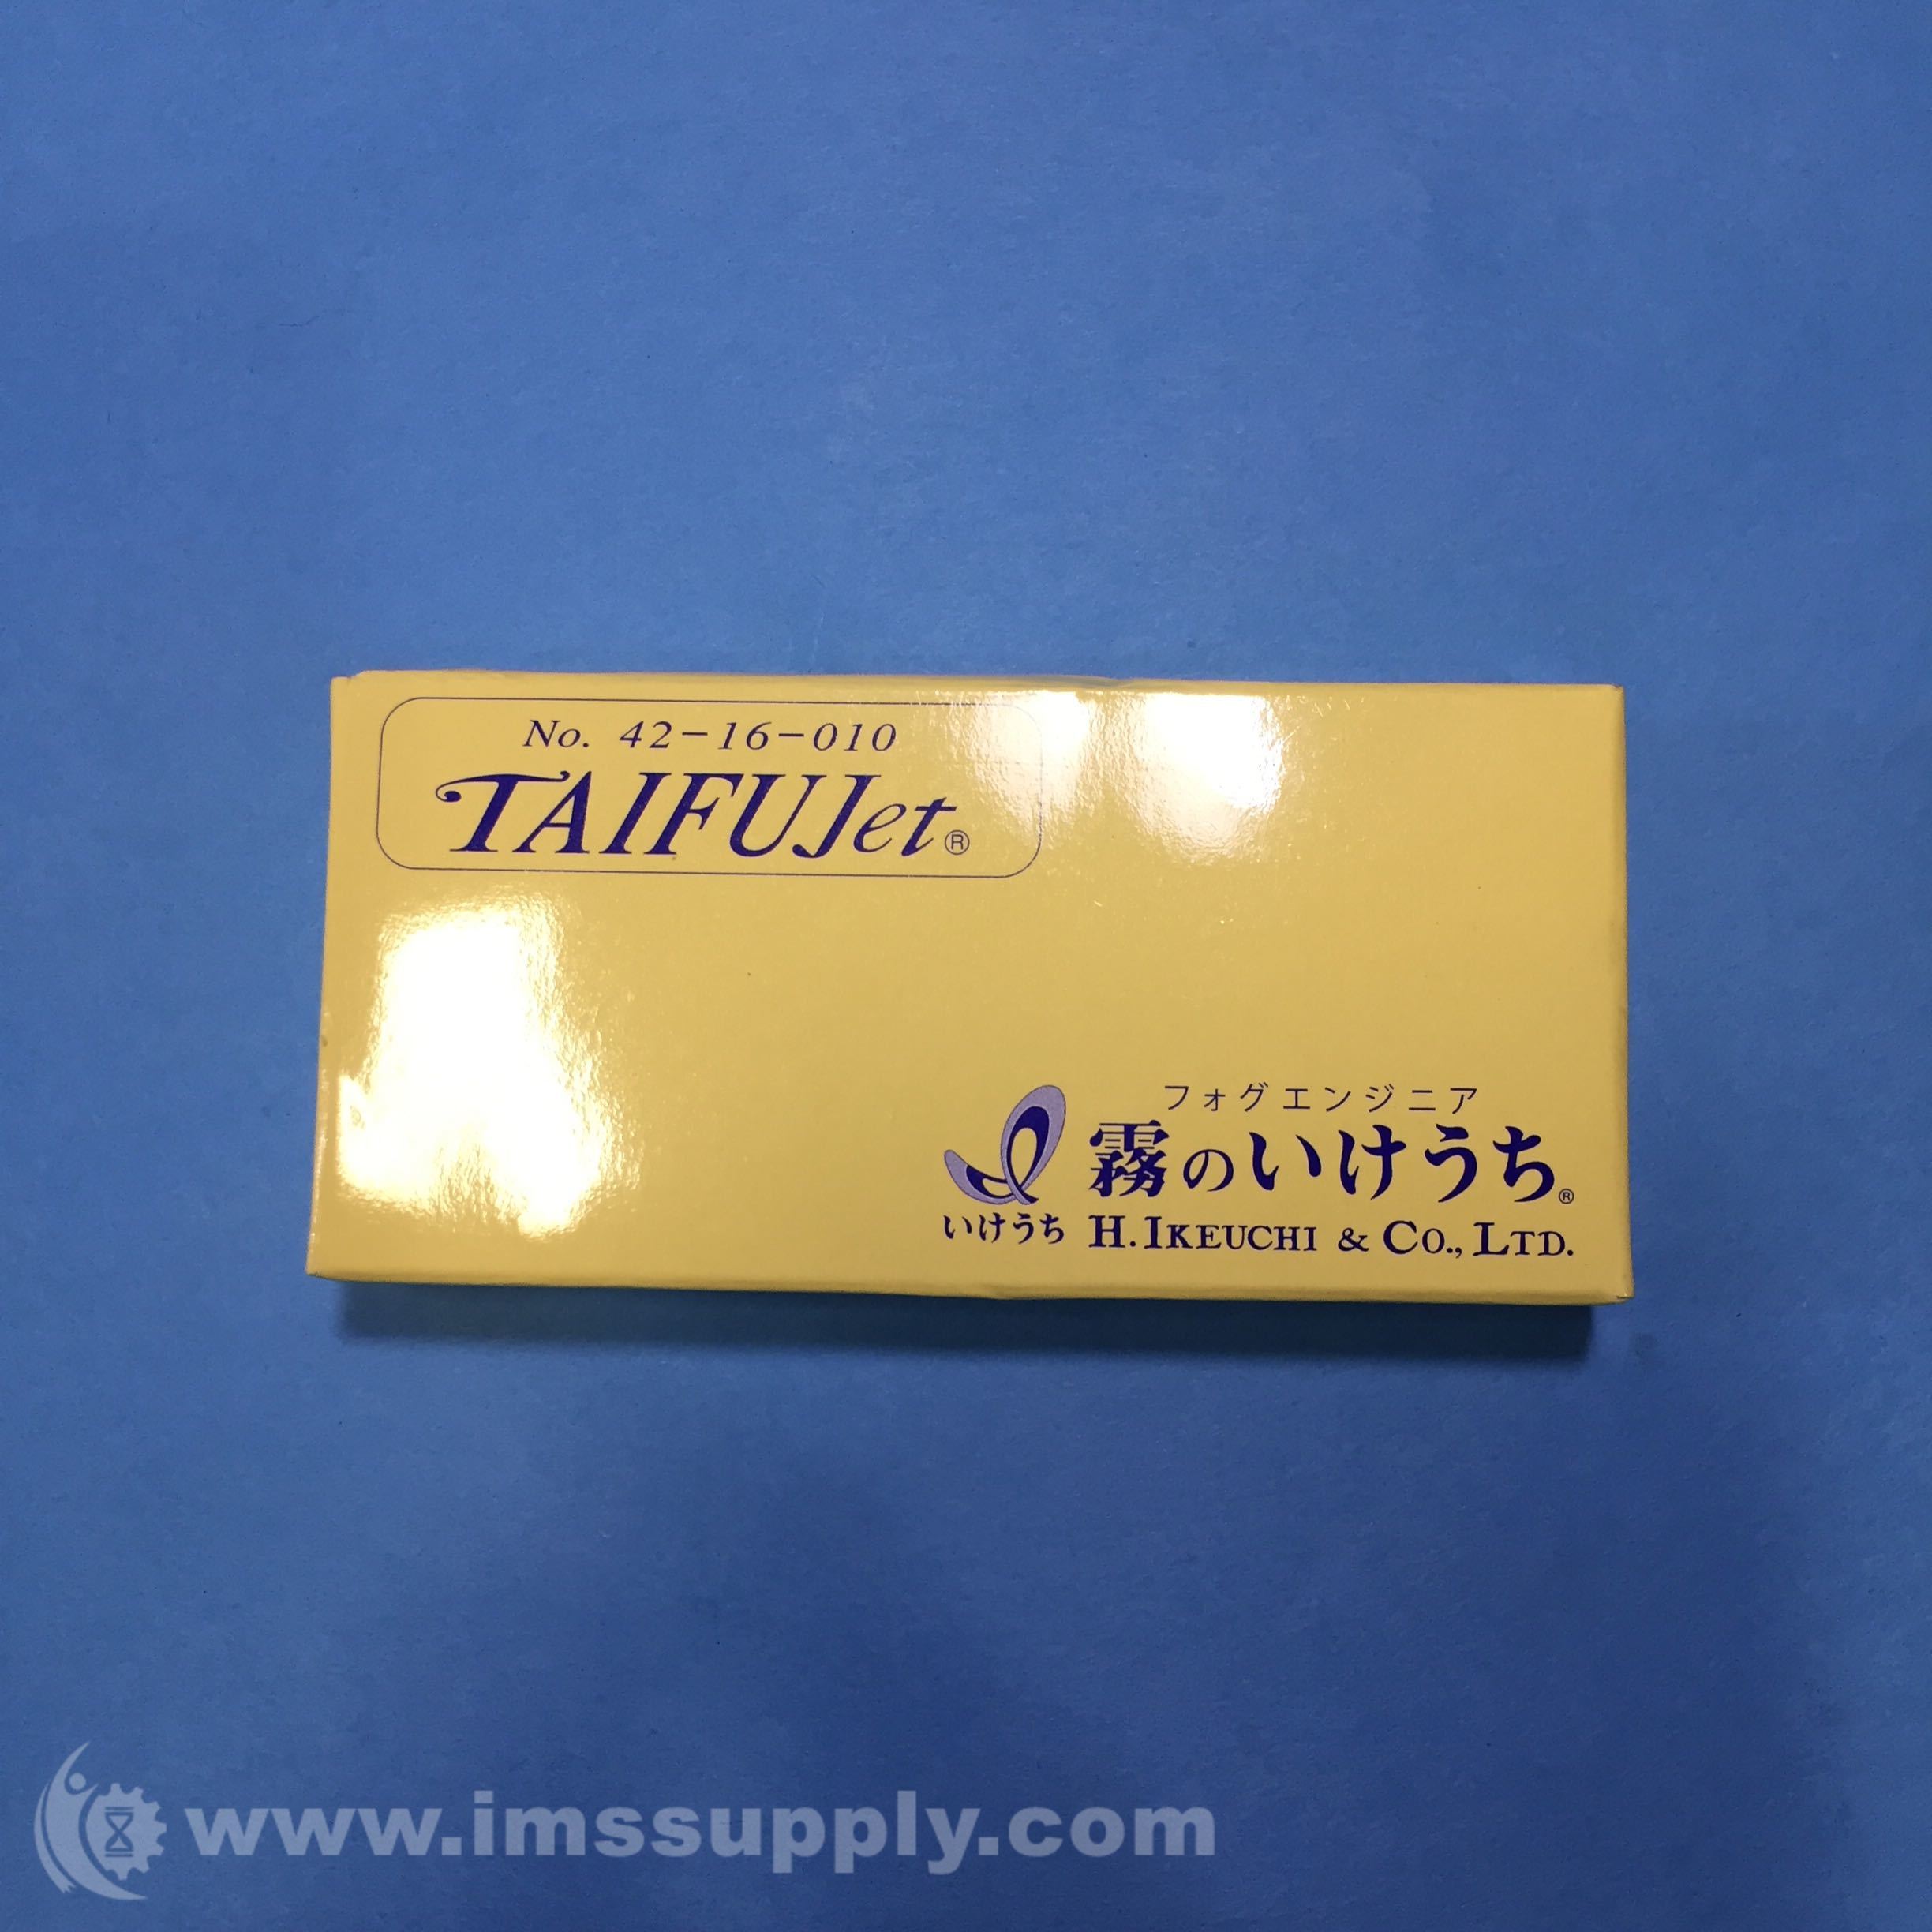 No. 42-16-010
TAIFUJet®
フォグエンジニア
霧のいけうち®
いけうち H. IKEUCHI & CO., LTD.
www.imssupply.com